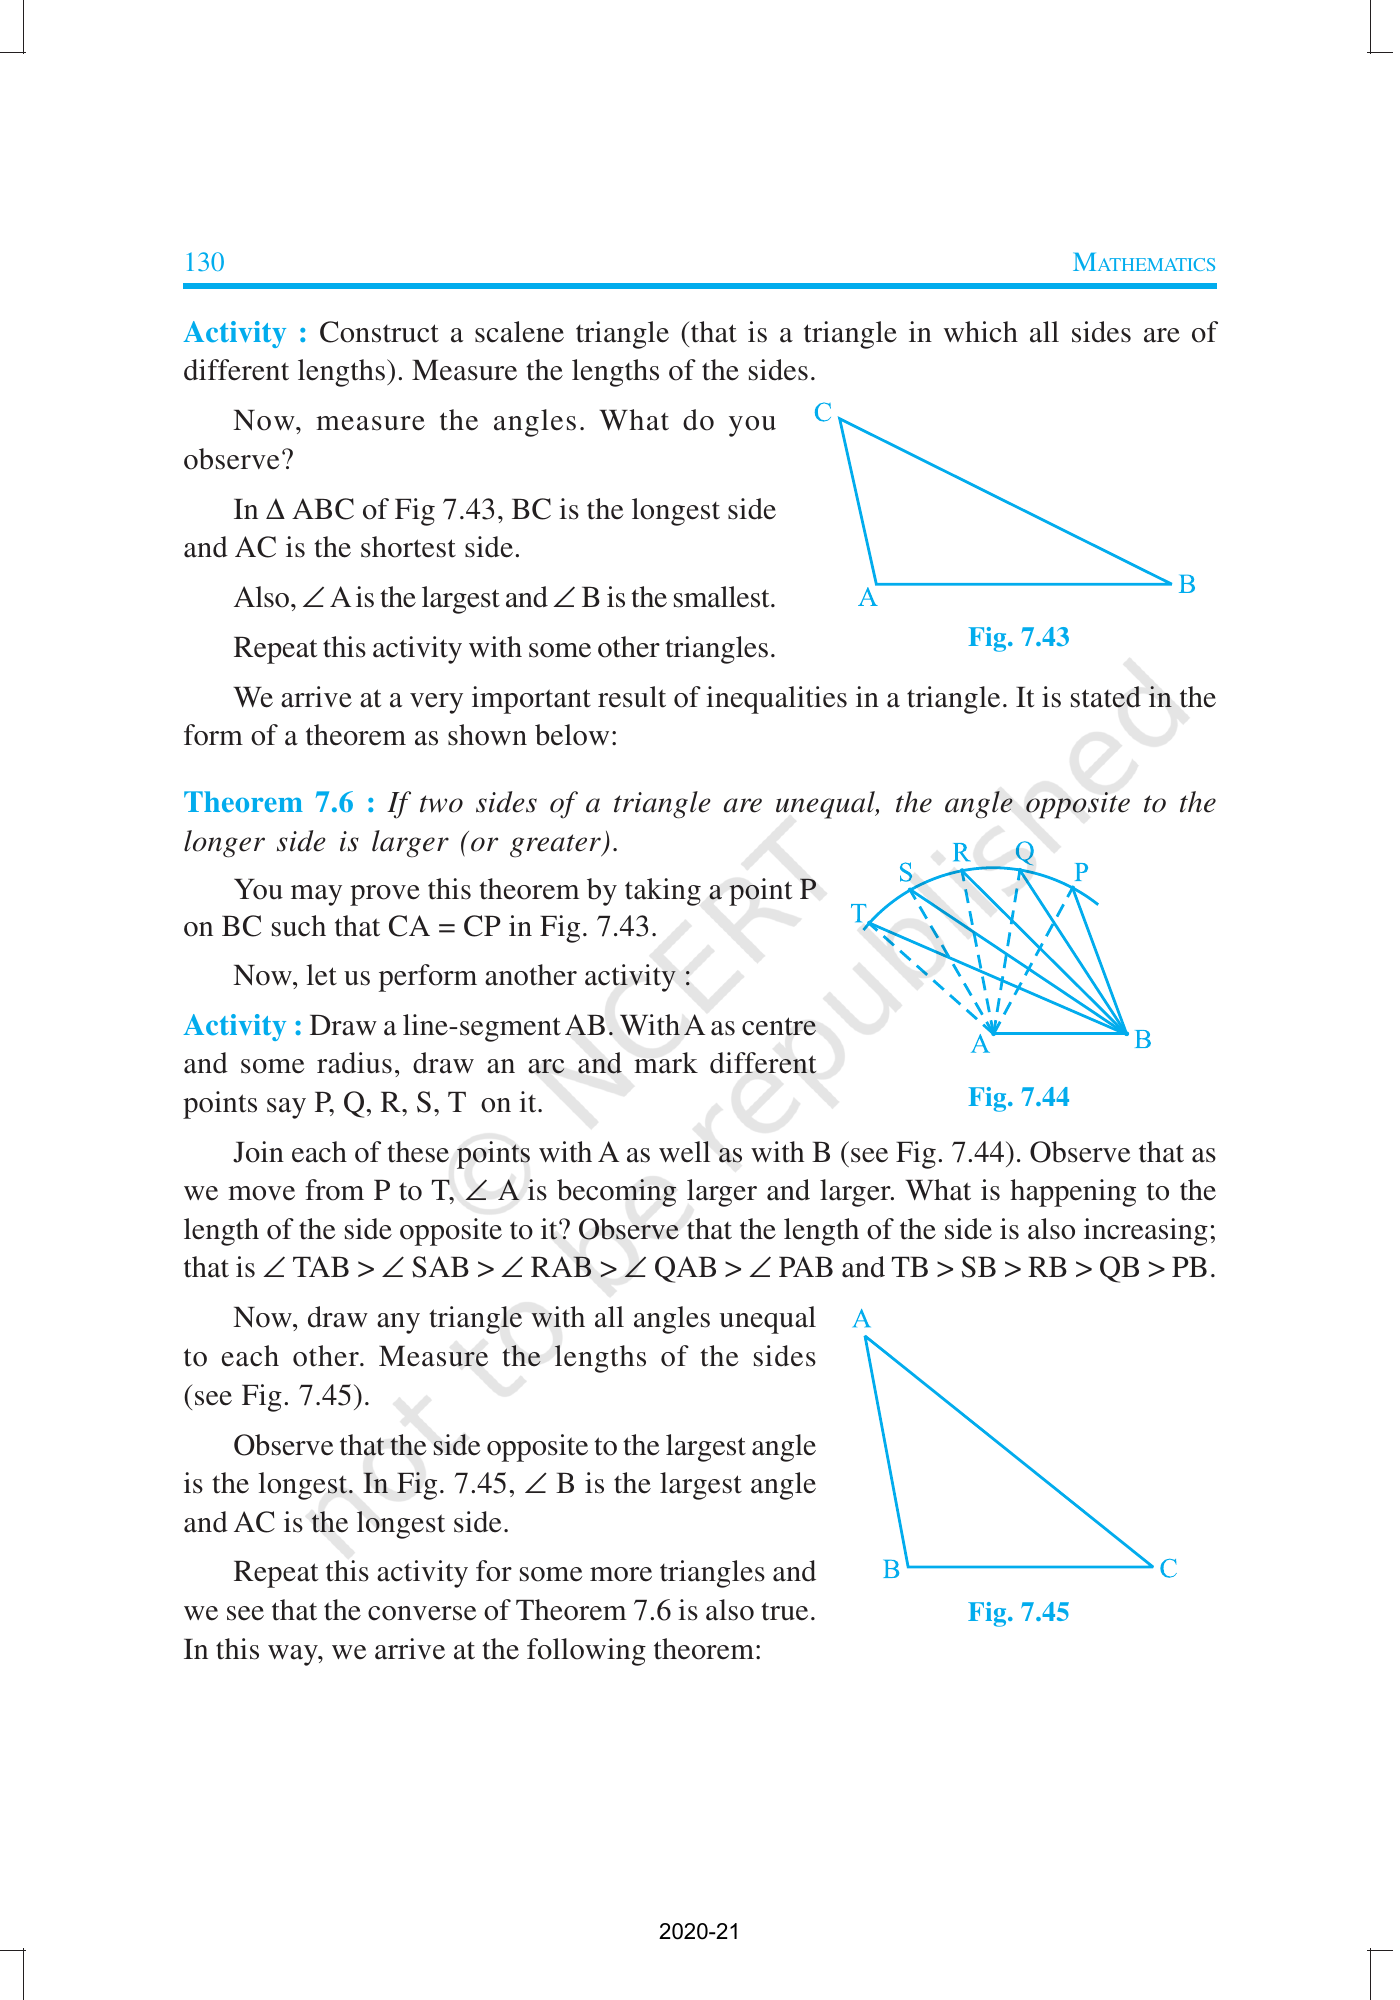 130
MATHEMATICS
Activity : Construct a scalene triangle (that is a triangle in which all sides are of
different lengths). Measure the lengths of the sides.
Now, measure the angles. What do you
observe?
In Δ ABC of Fig 7.43, BC is the longest side
and AC is the shortest side.
Also, ∠ A is the largest and ∠ B is the smallest.
Repeat this activity with some other triangles.
C
A
B
Fig. 7.43
We arrive at a very important result of inequalities in a triangle. It is stated in the
form of a theorem as shown below:
Theorem 7.6 : If two sides of a triangle are unequal, the angle opposite to the
longer side is larger (or greater).
You may prove this theorem by taking a point P
on BC such that CA = CP in Fig. 7.43.
Now, let us perform another activity :
Activity : Draw a line-segment AB. With A as centre
and some radius, draw an arc and mark different
points say P, Q, R, S, T on it.
T
S
R
Q
P
A
B
Fig. 7.44
Join each of these points with A as well as with B (see Fig. 7.44). Observe that as
we move from P to T, ∠ A is becoming larger and larger. What is happening to the
length of the side opposite to it? Observe that the length of the side is also increasing;
that is ∠ TAB > ∠ SAB > ∠ RAB > ∠ QAB > ∠ PAB and TB > SB > RB > QB > PB.
Now, draw any triangle with all angles unequal
to each other. Measure the lengths of the sides
(see Fig. 7.45).
Observe that the side opposite to the largest angle
is the longest. In Fig. 7.45, ∠ B is the largest angle
and AC is the longest side.
Repeat this activity for some more triangles and
we see that the converse of Theorem 7.6 is also true.
In this way, we arrive at the following theorem:
A
B
C
Fig. 7.45
© NCERT
not to be republished
2020-21